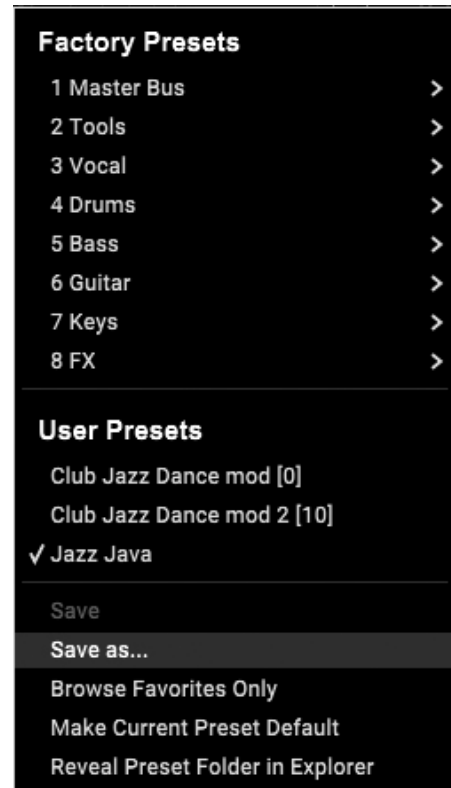 Factory Presets
1 Master Bus
2 Tools
3 Vocal
4 Drums
5 Bass
6 Guitar
7 Keys
8 FX
User Presets
Club Jazz Dance mod [0]
Club Jazz Dance mod 2 [10]
Jazz Java
Save
Save as...
Browse Favorites Only
Make Current Preset Default
Reveal Preset Folder in Explorer